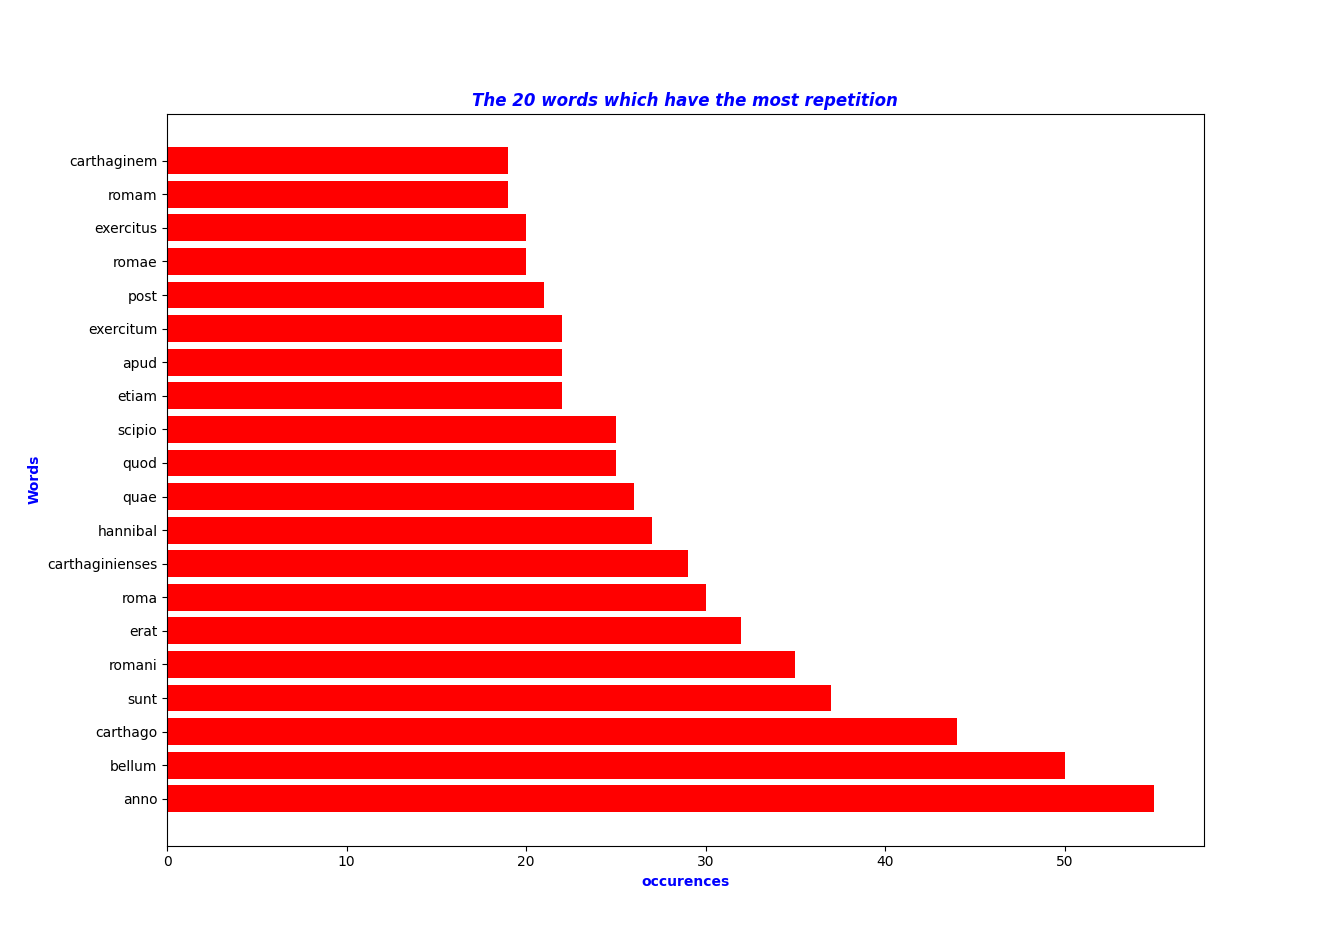 The 20 words which have the most repetition
carthaginem
romam
exercitus
romae
post
exercitum
apud
etiam
scipio
quod
quae
hannibal
carthaginienses
roma
erat
romani
sunt
carthago
bellum
anno
Words
0 10 20 30 40 50
occurences